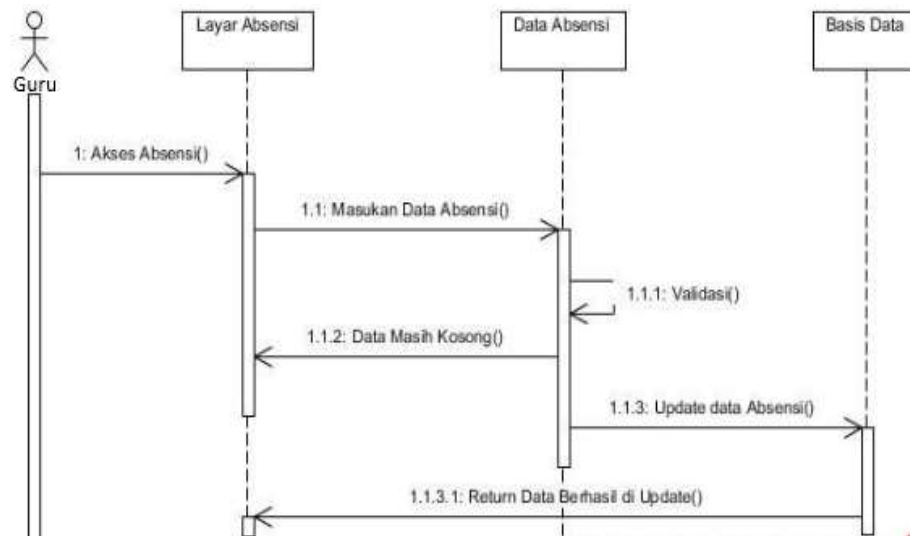 Layar Absensi
Data Absensi
Basis Data
Guru
1: Akses Absensi()
1.1: Masukan Data Absensi()
1.1.1: Validasi()
1.1.2: Data Masih Kosong()
1.1.3: Update data Absensi()
1.1.3.1: Return Data Berhasil di Update()